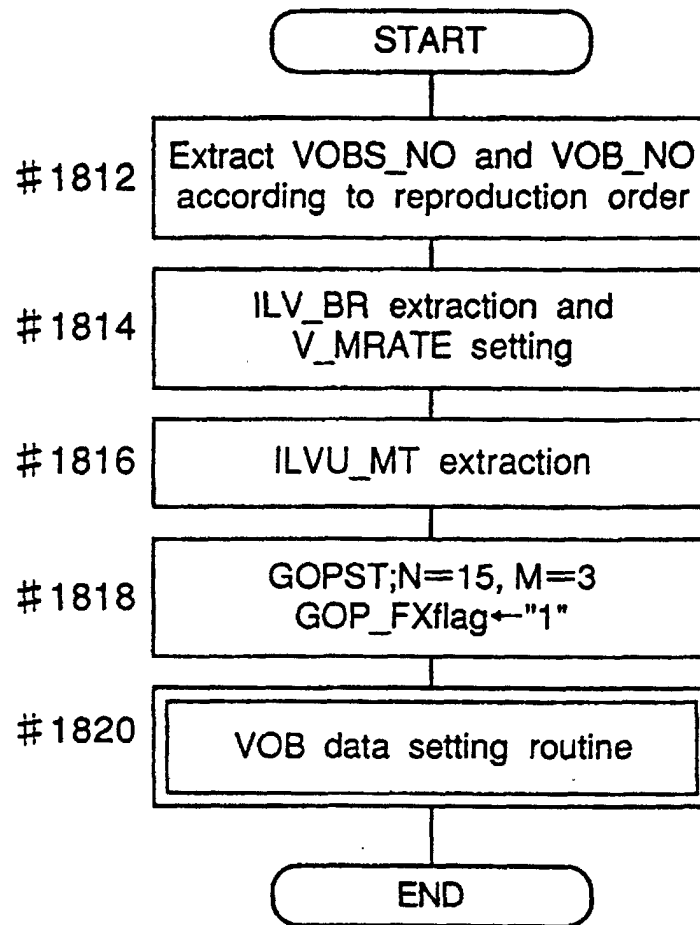 START
#1812
Extract VOBS_NO and VOB_NO
according to reproduction order
#1814
ILV_BR extraction and
V_MRATE setting
#1816
ILVU_MT extraction
#1818
GOPST;N=15, M=3
GOP_FXflag←"1"
#1820
VOB data setting routine
END